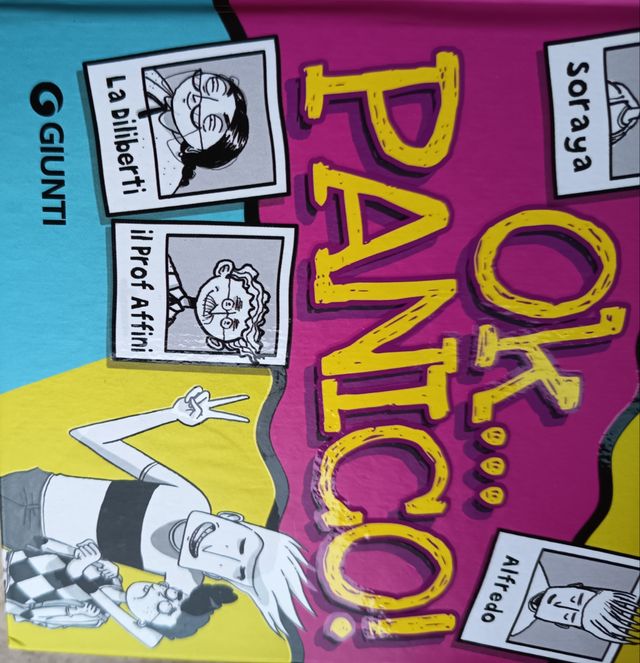 Soraya
Alfredo
OK...
PANICO!
La Diliberti
il Prof Affini
GIUNTI